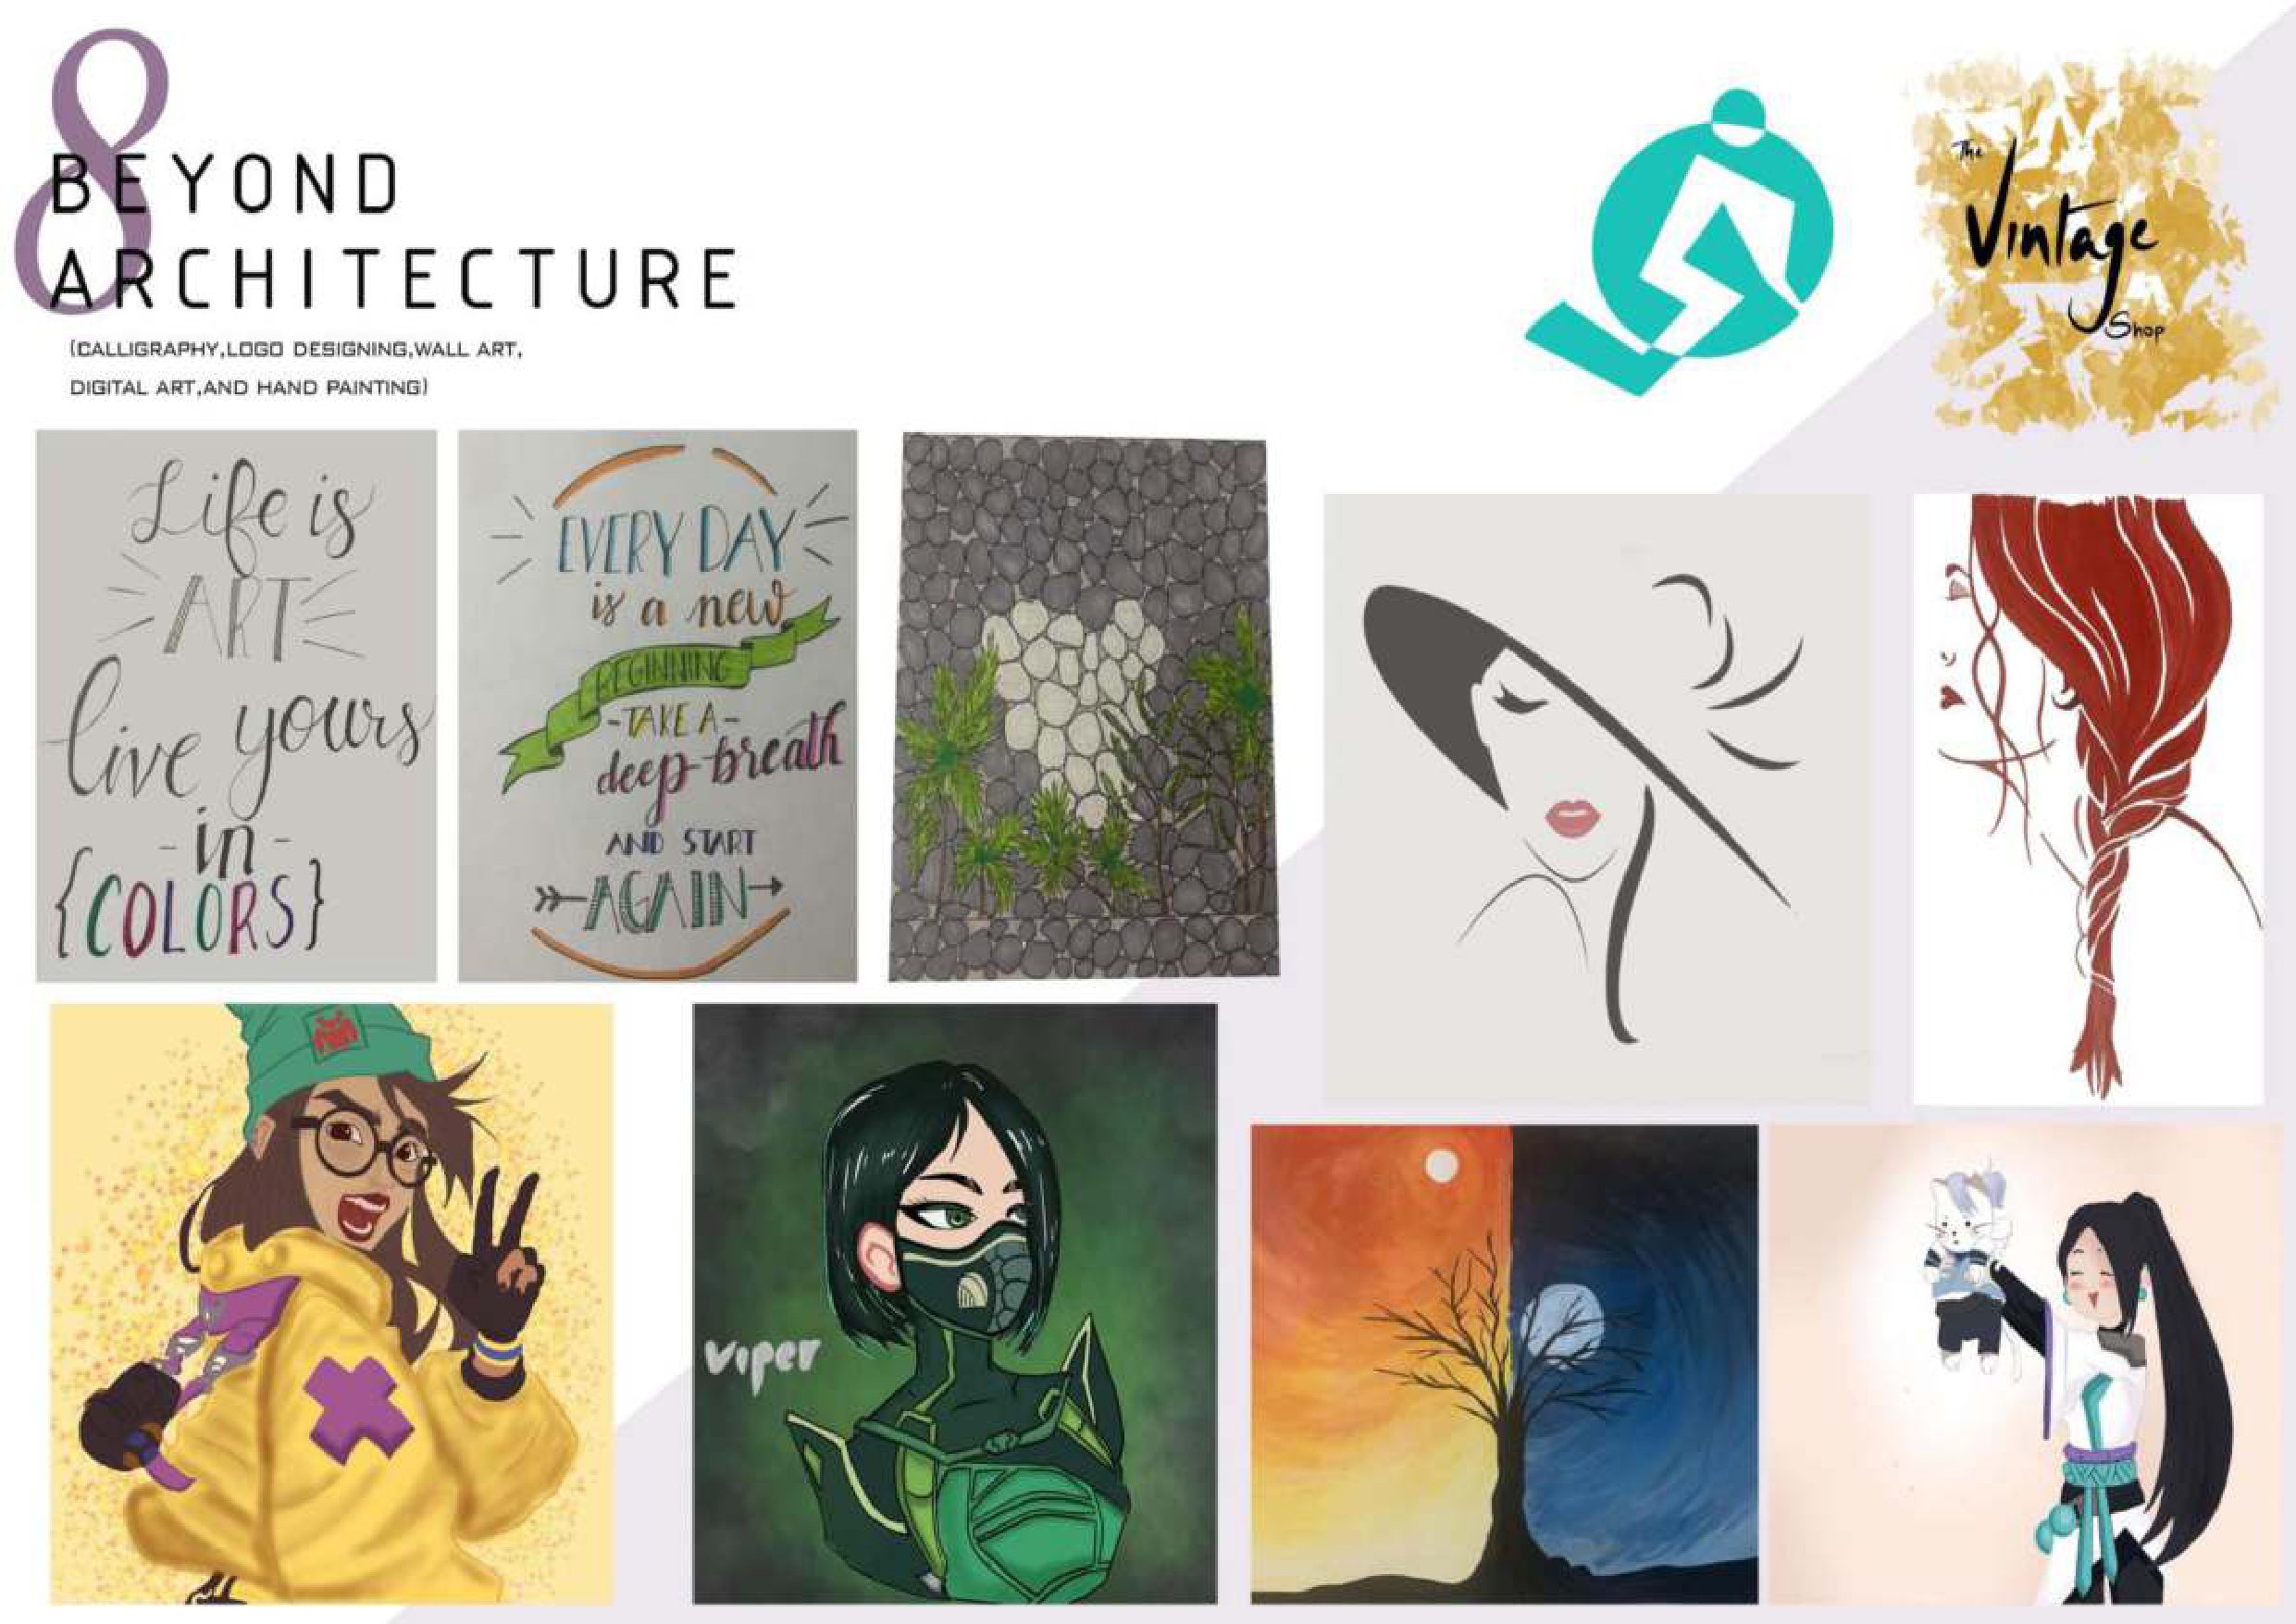 8
BEYOND
ARCHITECTURE
(CALLIGRAPHY,LOGO DESIGNING,WALL ART,
DIGITAL ART,AND HAND PAINTING)
The
Vintage
Shop
Life is
ART
live yours
-in-
{COLORS}
EVERY DAY
is a new
BEGINNING
-TAKE A-
deep breath
AND START
AGAIN
Viper